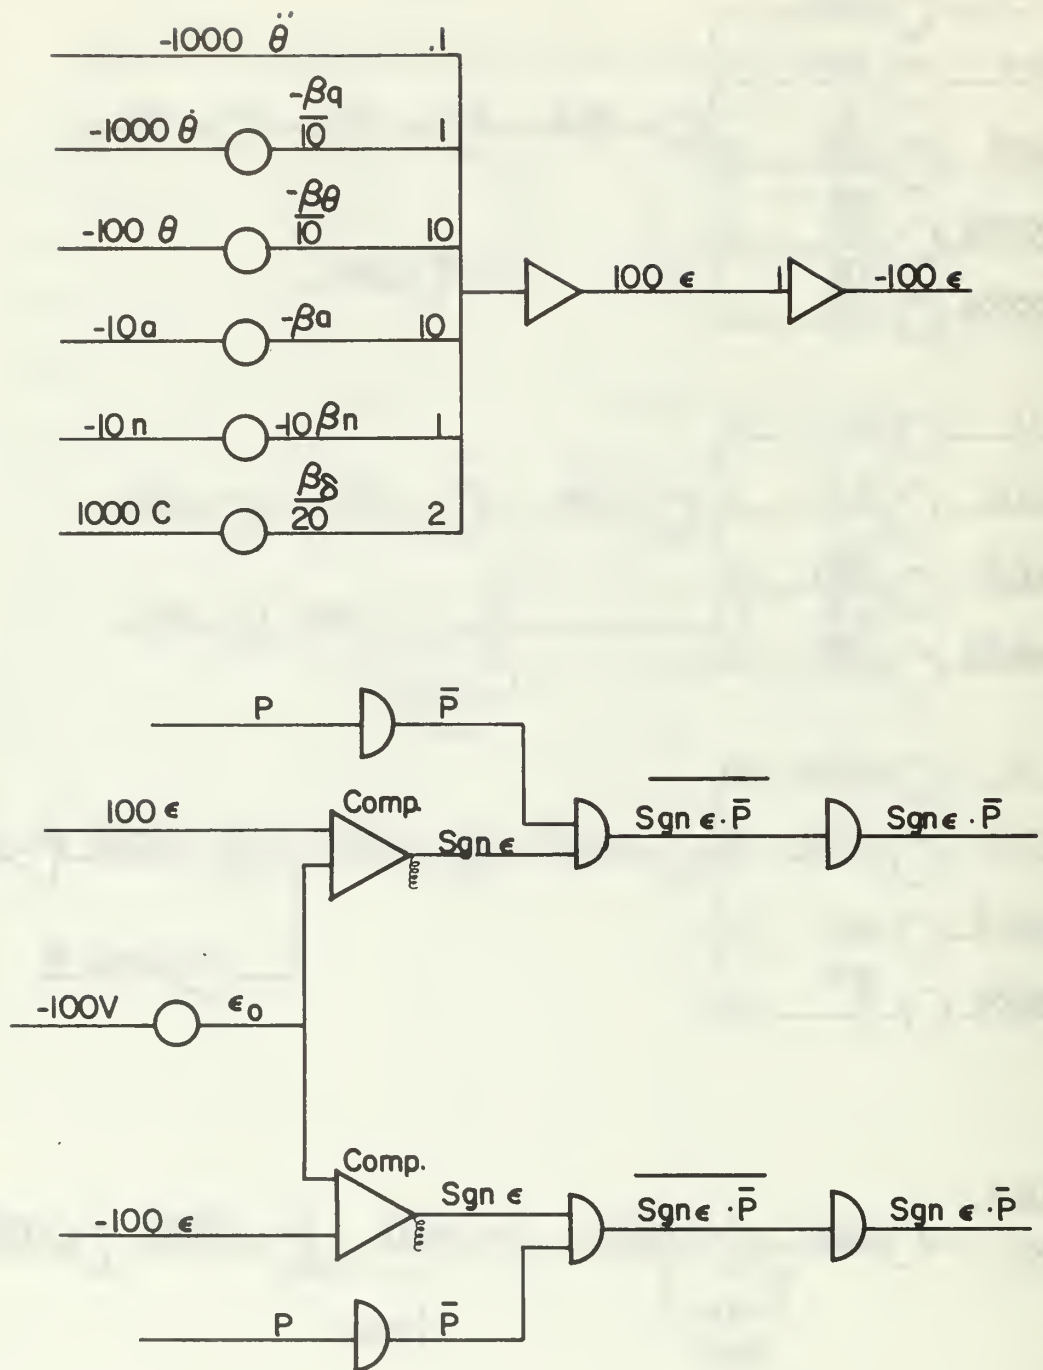 -1000 θ̈ .1
-βq
-1000 θ̇ 10 1
-βθ
-100 θ 10 10
100 ϵ 1 -100 ϵ
-10a -βa 10
-10n -10βn 1
βδ
1000 C 20 2
P P̅
Comp.
100 ϵ Sgn ϵ Sgn ϵ · P̅ Sgn ϵ · P̅
-100V ϵ₀
Comp.
-100 ϵ Sgn ϵ Sgn ϵ · P̅ Sgn ϵ · P̅
P P̅